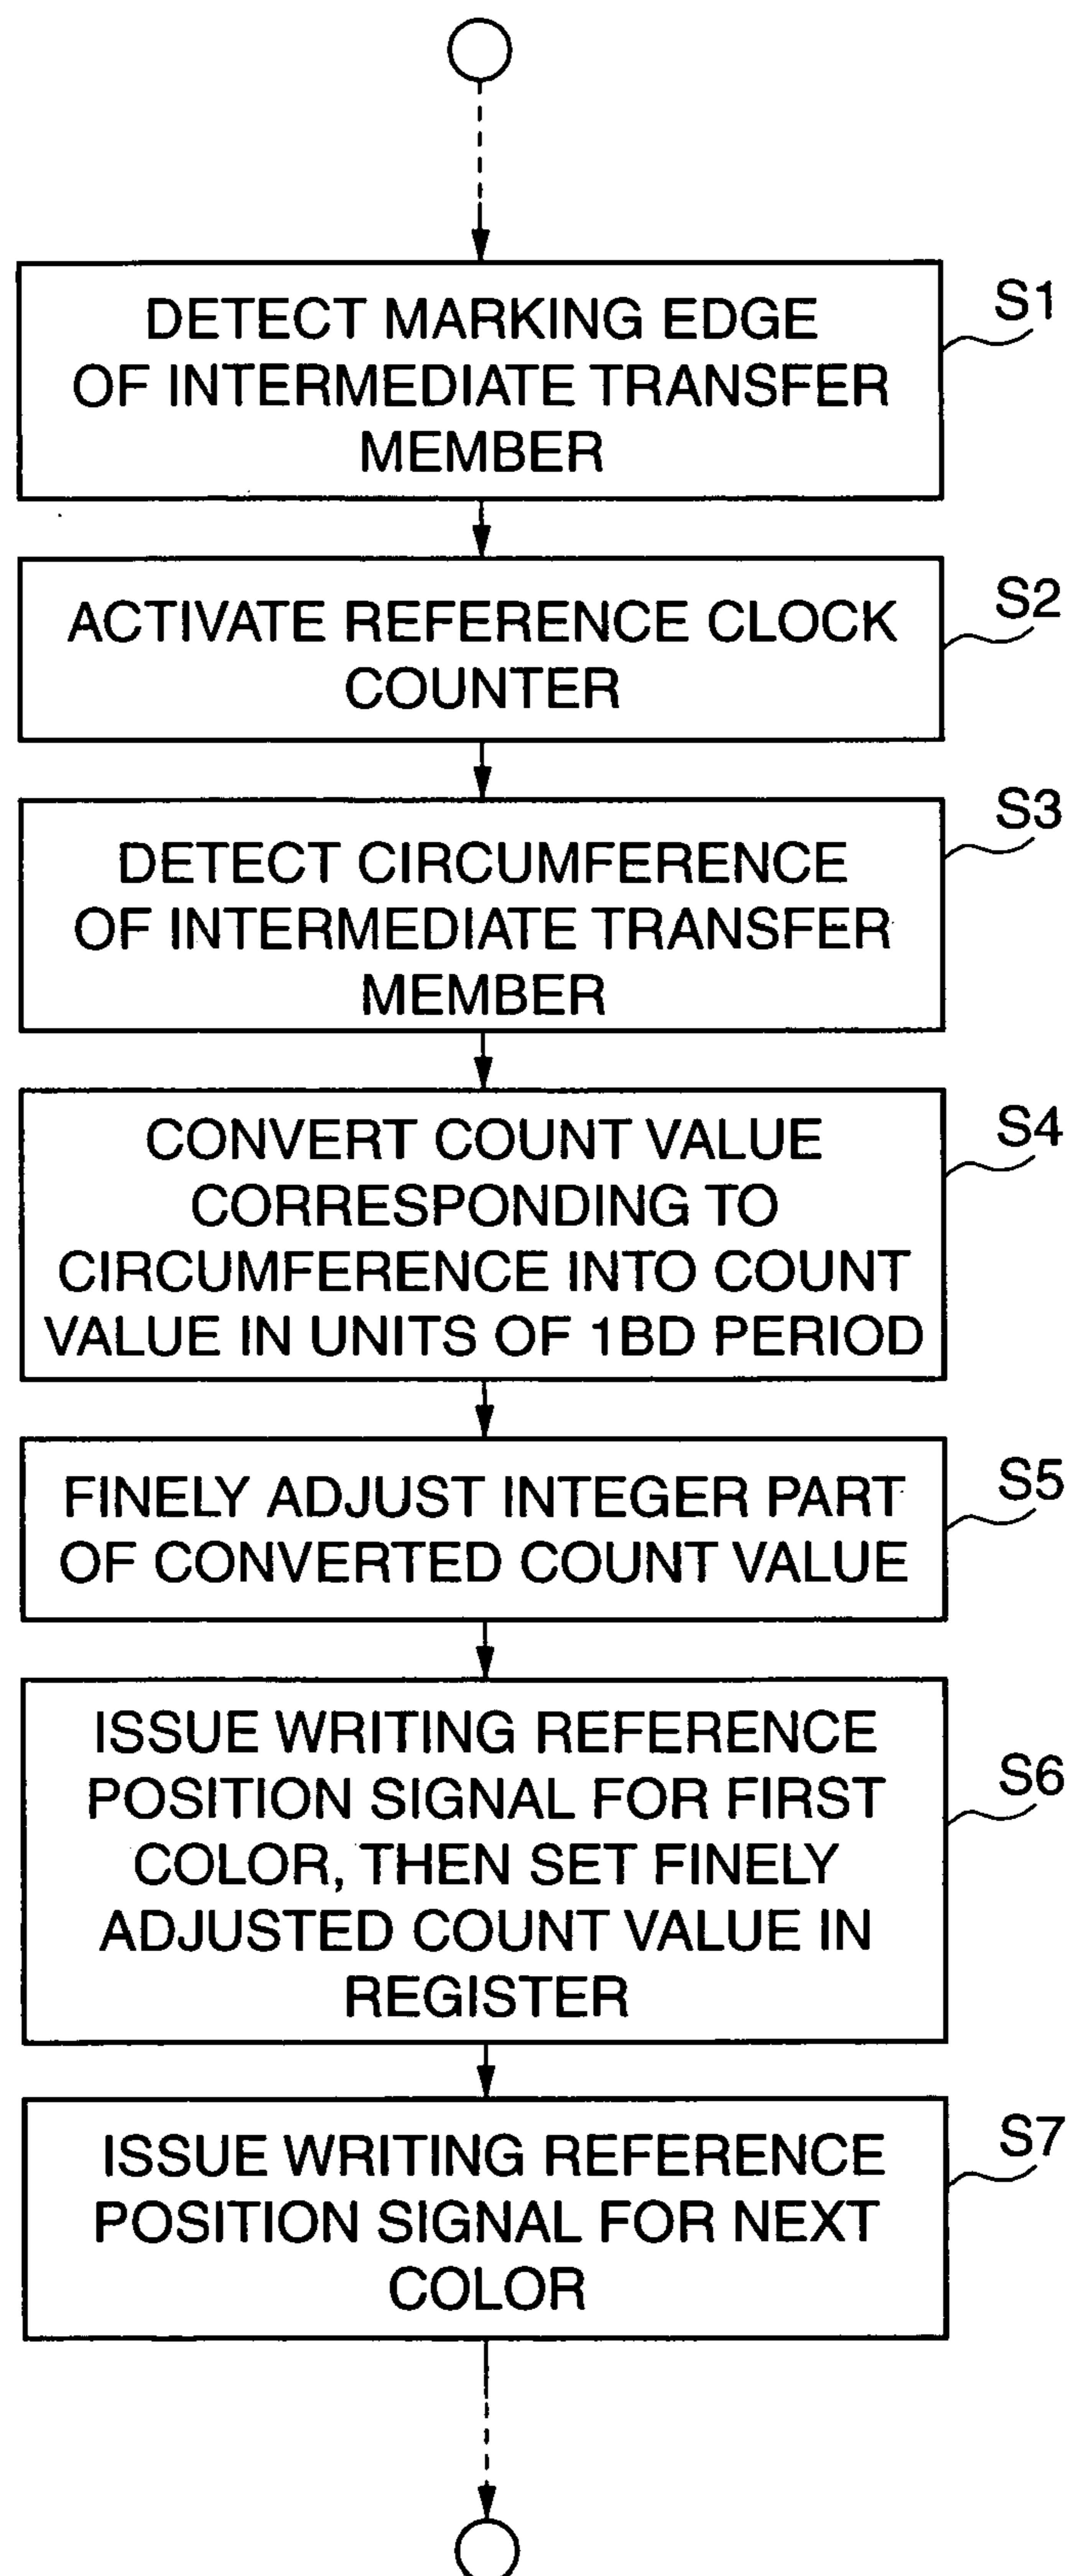 DETECT MARKING EDGE
OF INTERMEDIATE TRANSFER
MEMBER
S1
ACTIVATE REFERENCE CLOCK
COUNTER
S2
DETECT CIRCUMFERENCE
OF INTERMEDIATE TRANSFER
MEMBER
S3
CONVERT COUNT VALUE
CORRESPONDING TO
CIRCUMFERENCE INTO COUNT
VALUE IN UNITS OF 1BD PERIOD
S4
FINELY ADJUST INTEGER PART
OF CONVERTED COUNT VALUE
S5
ISSUE WRITING REFERENCE
POSITION SIGNAL FOR FIRST
COLOR, THEN SET FINELY
ADJUSTED COUNT VALUE IN
REGISTER
S6
ISSUE WRITING REFERENCE
POSITION SIGNAL FOR NEXT
COLOR
S7